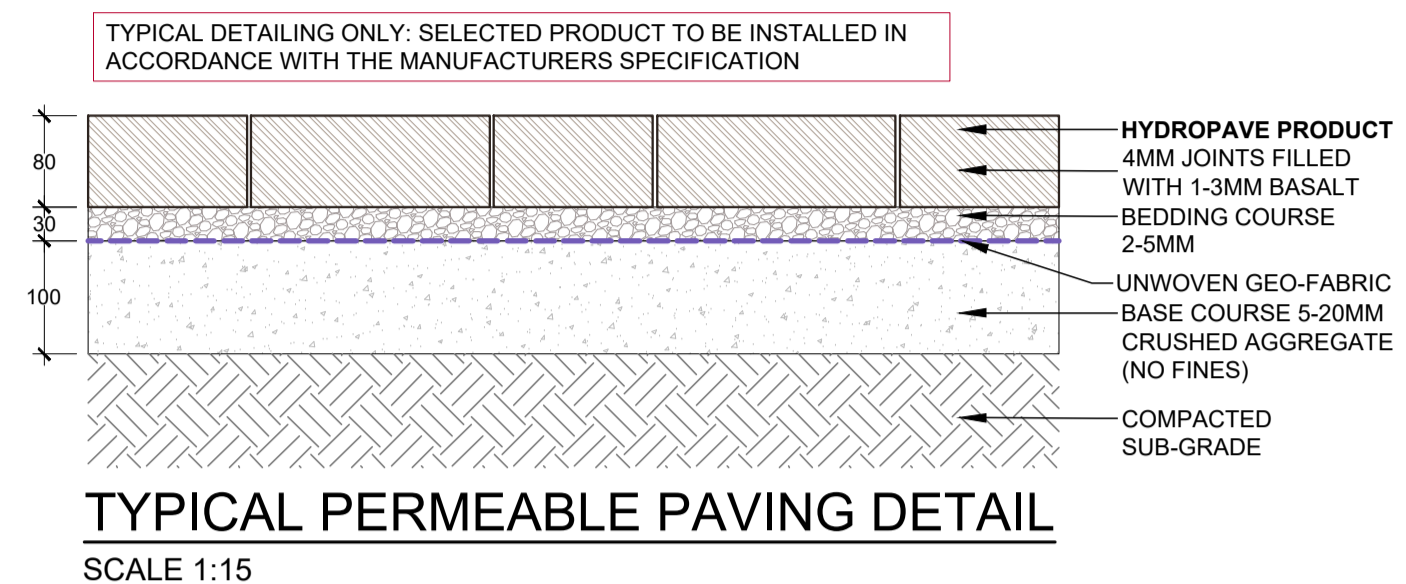 TYPICAL DETAILING ONLY: SELECTED PRODUCT TO BE INSTALLED IN
ACCORDANCE WITH THE MANUFACTURERS SPECIFICATION
80
30
100
HYDROPAVE PRODUCT
4MM JOINTS FILLED
WITH 1-3MM BASALT
BEDDING COURSE
2-5MM
UNWOVEN GEO-FABRIC
BASE COURSE 5-20MM
CRUSHED AGGREGATE
(NO FINES)
COMPACTED
SUB-GRADE
TYPICAL PERMEABLE PAVING DETAIL
SCALE 1:15